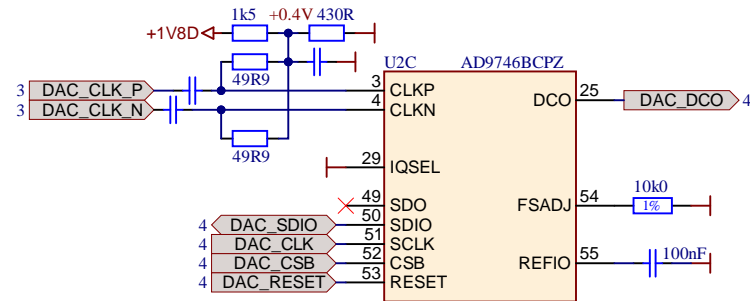 1k5 +0.4V 430R
+1V8D
U2C AD9746BCPZ
49R9
3 DAC_CLK_P 3 CLKP DCO 25 DAC_DCO 4
3 DAC_CLK_N 4 CLKN
49R9
29 IQSEL
10k0
49 SDO FSADJ 54 1%
4 DAC_SDIO 50 SDIO
4 DAC_CLK 51 SCLK
4 DAC_CSB 52 CSB REFIO 55 100nF
4 DAC_RESET 53 RESET